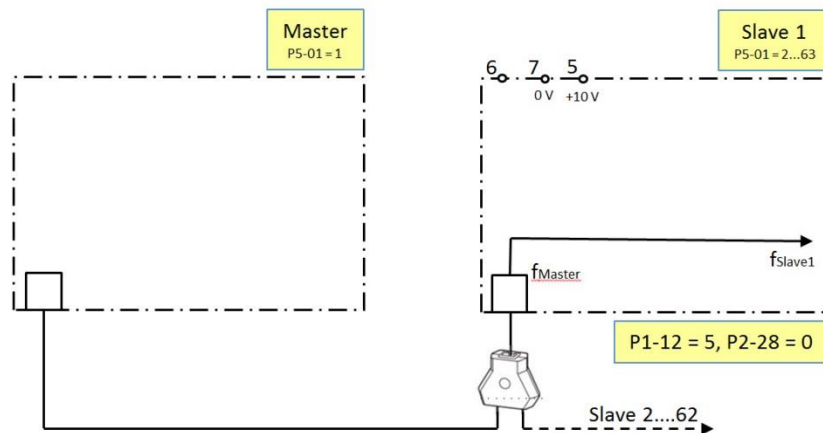 Master
P5-01 = 1
Slave 1
P5-01 = 2...63
6 7 5
0 V +10 V
fMaster
fSlave1
P1-12 = 5, P2-28 = 0
Slave 2....62